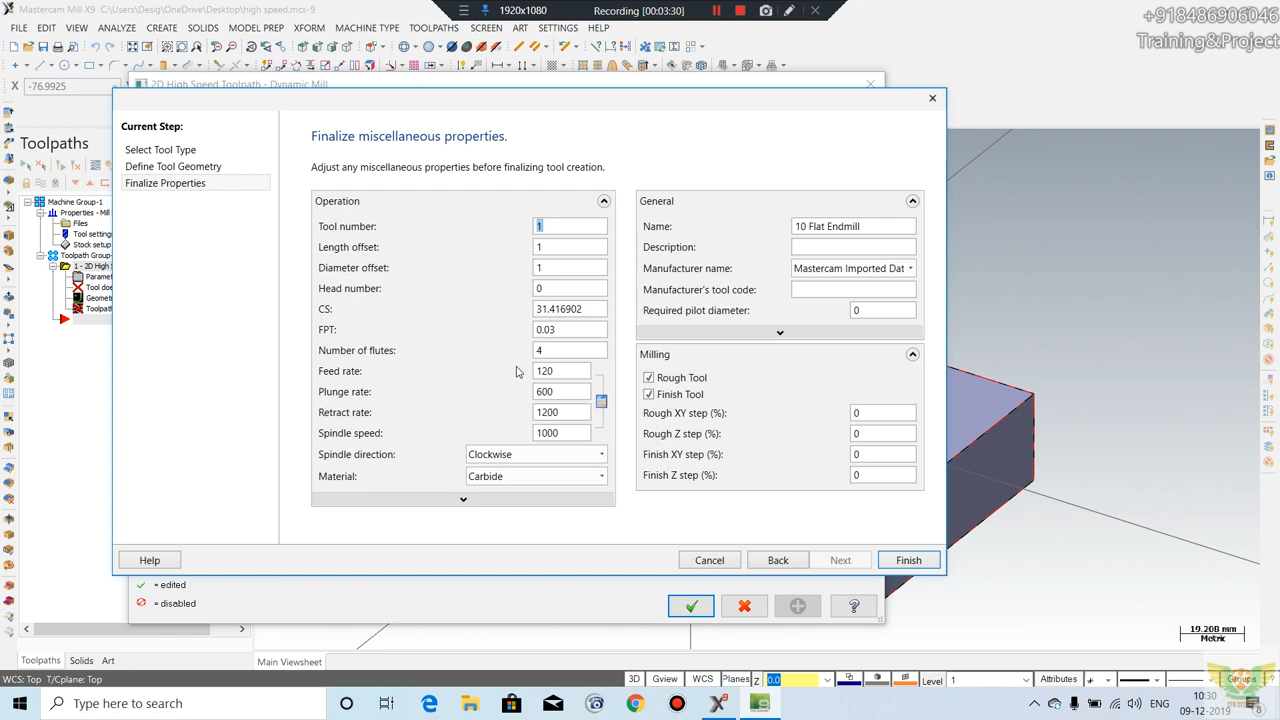 Mastercam Mill X9 C:\Users\Desig\OneDrive\Desktop\high speed.mcx-9
1920x1080
Recording [00:03:30]
+918486906046
Training&Project
FILE EDIT VIEW ANALYZE CREATE SOLIDS MODEL PREP XFORM MACHINE TYPE TOOLPATHS SCREEN ART SETTINGS HELP
X -76.9925
2D High Speed Toolpath - Dynamic Mill
Toolpaths
Machine Group-1
Properties - Mill
Files
Tool settings
Stock setup
Toolpath Group-
1 - 2D High
Parameters
Tool doe
Geometr
Toolpath
Current Step:
Select Tool Type
Define Tool Geometry
Finalize Properties
Finalize miscellaneous properties.
Adjust any miscellaneous properties before finalizing tool creation.
Operation
Tool number: 1
Length offset: 1
Diameter offset: 1
Head number: 0
CS: 31.416902
FPT: 0.03
Number of flutes: 4
Feed rate: 120
Plunge rate: 600
Retract rate: 1200
Spindle speed: 1000
Spindle direction: Clockwise
Material: Carbide
General
Name: 10 Flat Endmill
Description:
Manufacturer name: Mastercam Imported Dat
Manufacturer's tool code:
Required pilot diameter: 0
Milling
Rough Tool
Finish Tool
Rough XY step (%): 0
Rough Z step (%): 0
Finish XY step (%): 0
Finish Z step (%): 0
Help Cancel Back Next Finish
= edited
= disabled
19.208 mm
Metric
Toolpaths Solids Art
Main Viewsheet
WCS: Top T/Cplane: Top
3D Gview WCS Planes Z 0.0 Level 1 Attributes Groups ?
Type here to search
ENG
10:30
09-12-2019
8